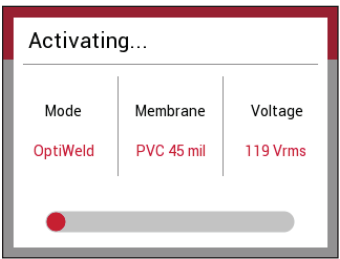 Activating...
Mode Membrane Voltage
OptiWeld PVC 45 mil 119 Vrms